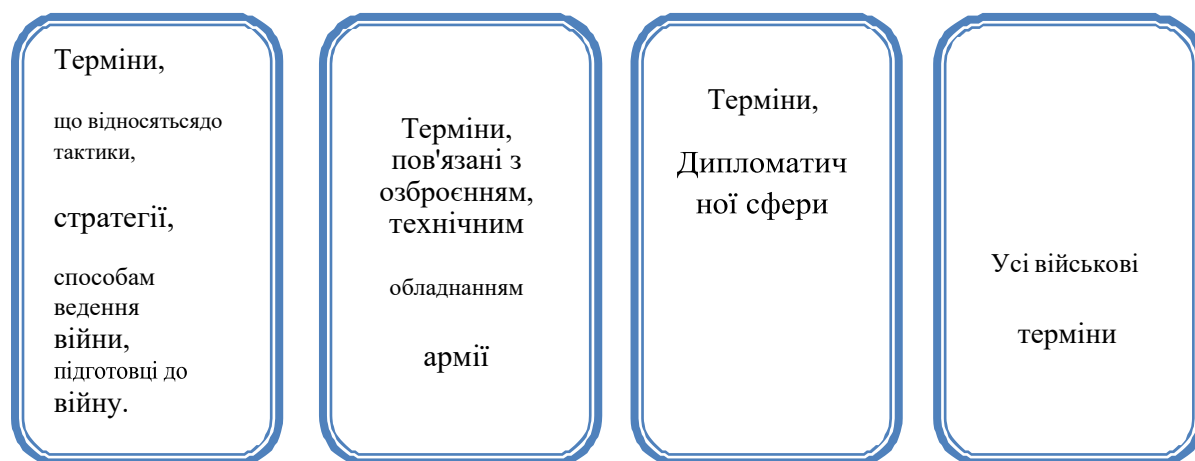 Терміни,
що відносятьсядо
тактики,
стратегії,
способам
ведення
війни,
підготовці до
війну.
Терміни,
пов'язані з
озброєнням,
технічним
обладнанням
армії
Терміни,
Дипломатич
ної сфери
Усі військові
терміни